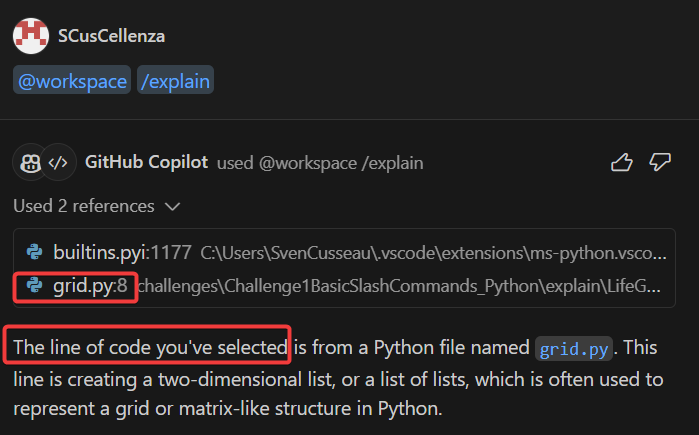 SCusCellenza
@workspace /explain
GitHub Copilot used @workspace /explain
Used 2 references
builtins.pyi:1177 C:\Users\SvenCusseau\.vscode\extensions\ms-python.vsco...
grid.py:8 challenges\Challenge1BasicSlashCommands_Python\explain\LifeG...
The line of code you've selected is from a Python file named grid.py. This
line is creating a two-dimensional list, or a list of lists, which is often used to
represent a grid or matrix-like structure in Python.